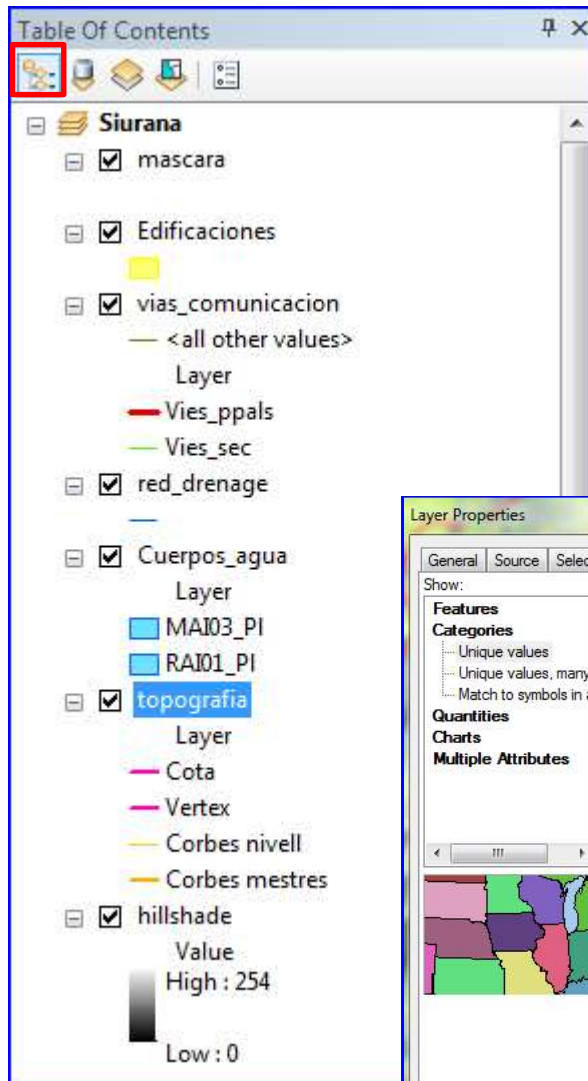 Table Of Contents
Siurana
mascara
Edificaciones
vias_comunicacion
<all other values>
Layer
Vies_ppals
Vies_sec
red_drenage
Cuerpos_agua
Layer
MAI03_PI
RAI01_PI
topografia
Layer
Cota
Vertex
Corbes nivell
Corbes mestres
hillshade
Value
High : 254
Low : 0
Layer Properties
General Source Selec
Show:
Features
Categories
Unique values
Unique values, many
Match to symbols in a
Quantities
Charts
Multiple Attributes